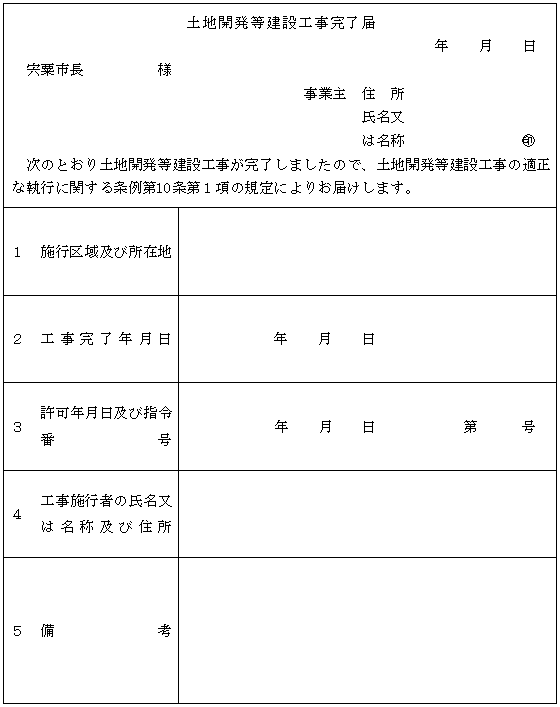 土地開発等建設工事完了届
年　　月　　日
宍粟市長　　　　　様
事業主　住　所
氏名又
は名称　　　　　　　　㊞
次のとおり土地開発等建設工事が完了しましたので、土地開発等建設工事の適正
な執行に関する条例第10条第１項の規定によりお届けします。
1　施行区域及び所在地
2　工事完了年月日　　　　年　　月　　日
3　許可年月日及び指令
番号　　　　年　　月　　日　　　　　　第　　　号
4　工事施行者の氏名又
は名称及び住所
5　備考